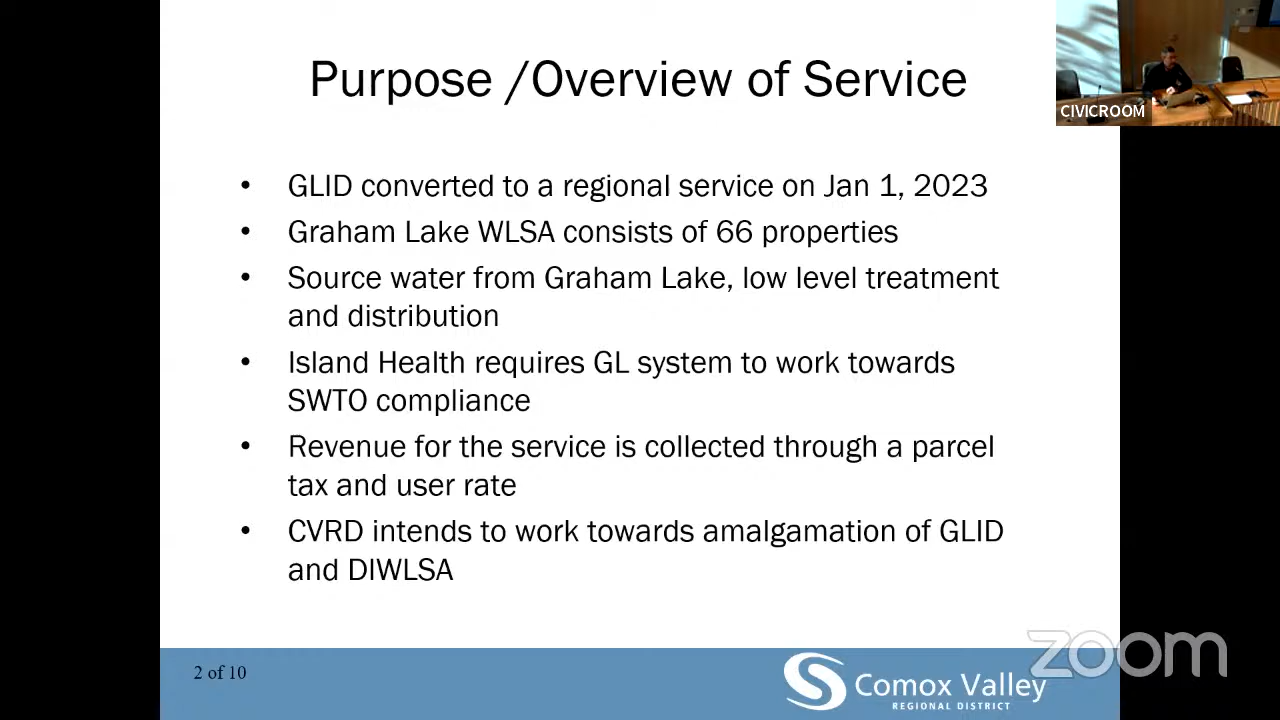 Purpose /Overview of Service
CIVICROOM
• GLID converted to a regional service on Jan 1, 2023
• Graham Lake WLSA consists of 66 properties
• Source water from Graham Lake, low level treatment
and distribution
• Island Health requires GL system to work towards
SWTO compliance
• Revenue for the service is collected through a parcel
tax and user rate
• CVRD intends to work towards amalgamation of GLID
and DIWLSA
zoom
2 of 10
Comox Valley
REGIONAL DISTRICT